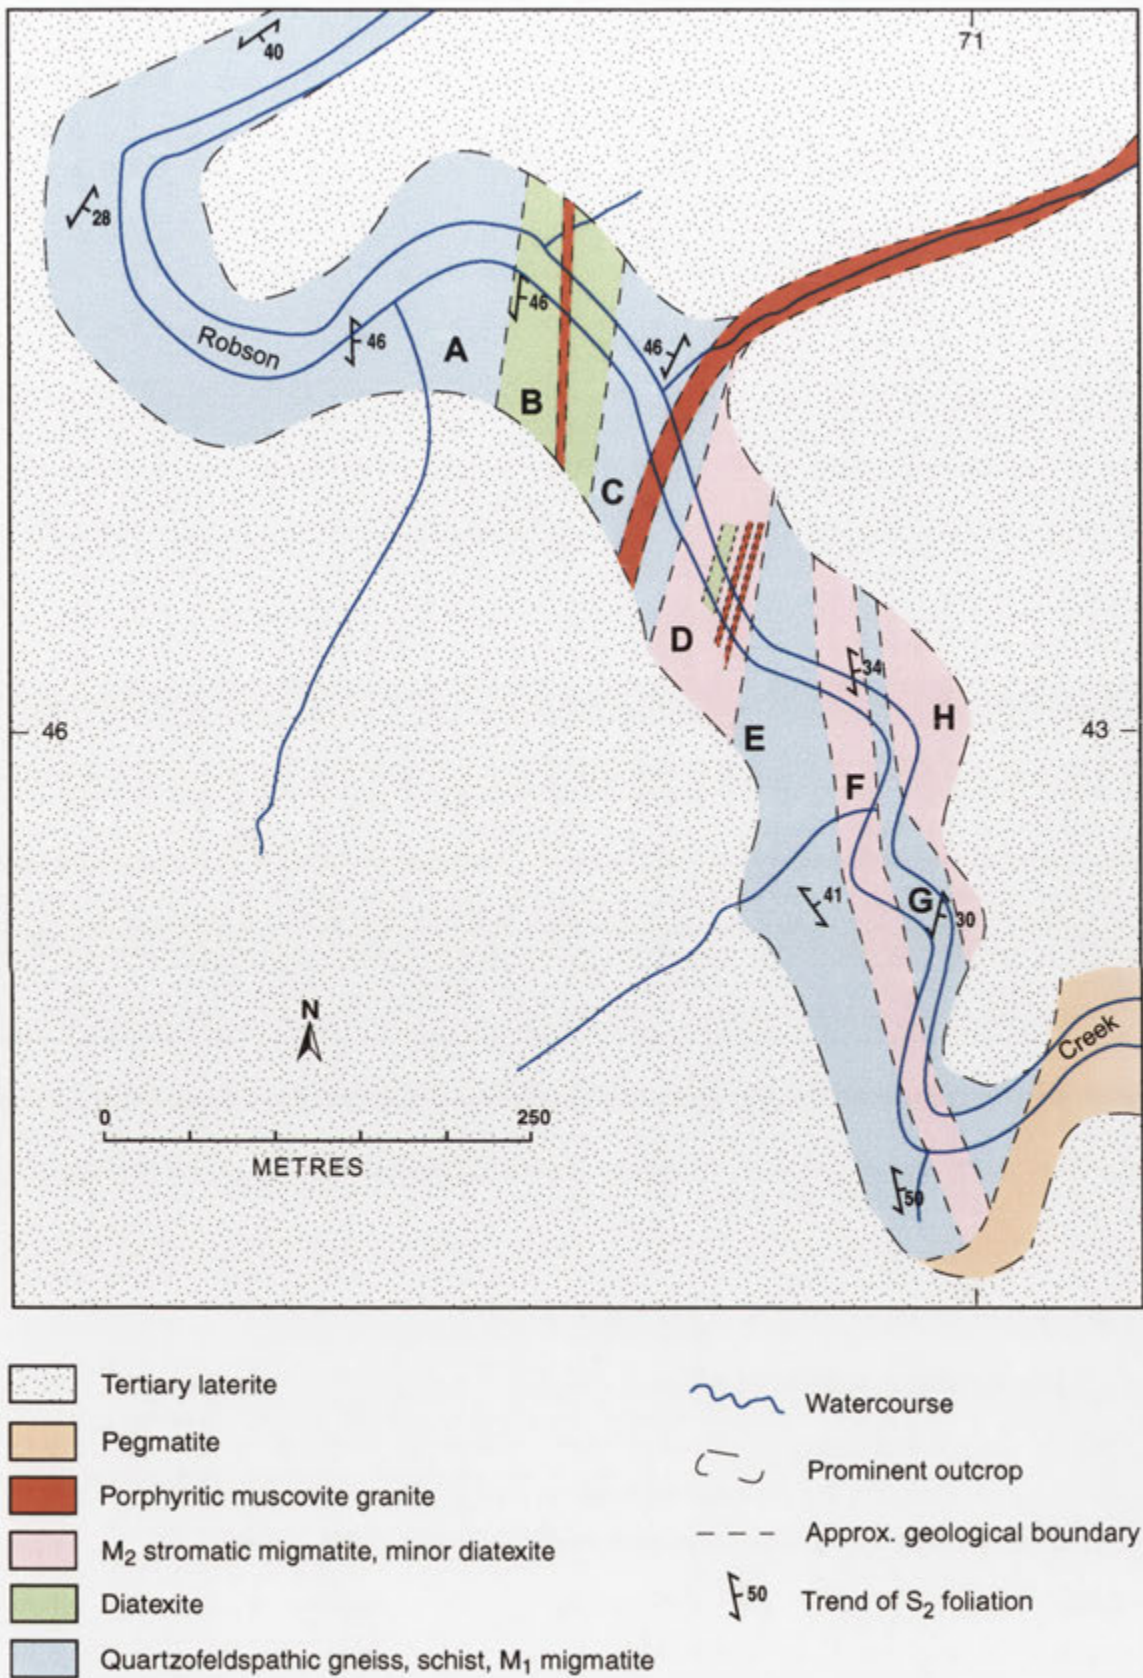 40
71
28
Robson
46
A
46
B
46
C
D
34
46
E
H
43
F
41
G
30
Creek
N
0 250
METRES
50
Tertiary laterite
Pegmatite
Porphyritic muscovite granite
M₂ stromatic migmatite, minor diatexite
Diatexite
Quartzofeldspathic gneiss, schist, M₁ migmatite
Watercourse
Prominent outcrop
Approx. geological boundary
50 Trend of S₂ foliation